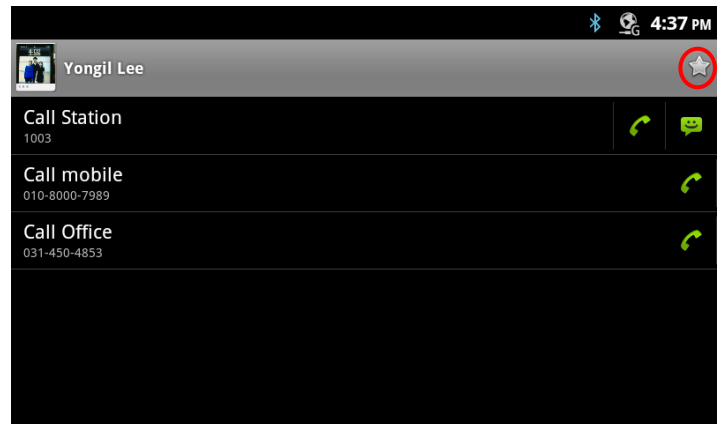 G 4:37 PM
Yongil Lee
Call Station
1003
Call mobile
010-8000-7989
Call Office
031-450-4853